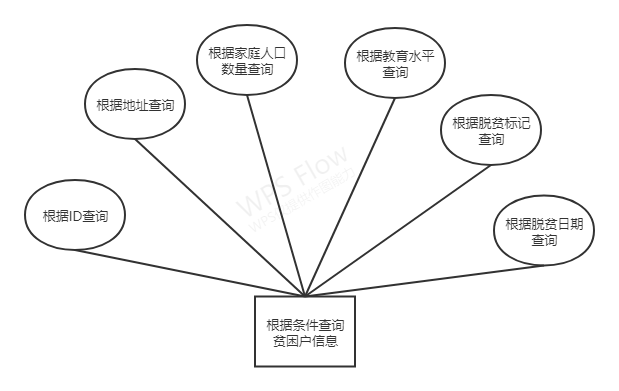 根据家庭人口
数量查询
根据教育水平
查询
根据地址查询
根据脱贫标记
查询
根据ID查询
根据脱贫日期
查询
WPS Flow
根据条件查询
贫困户信息